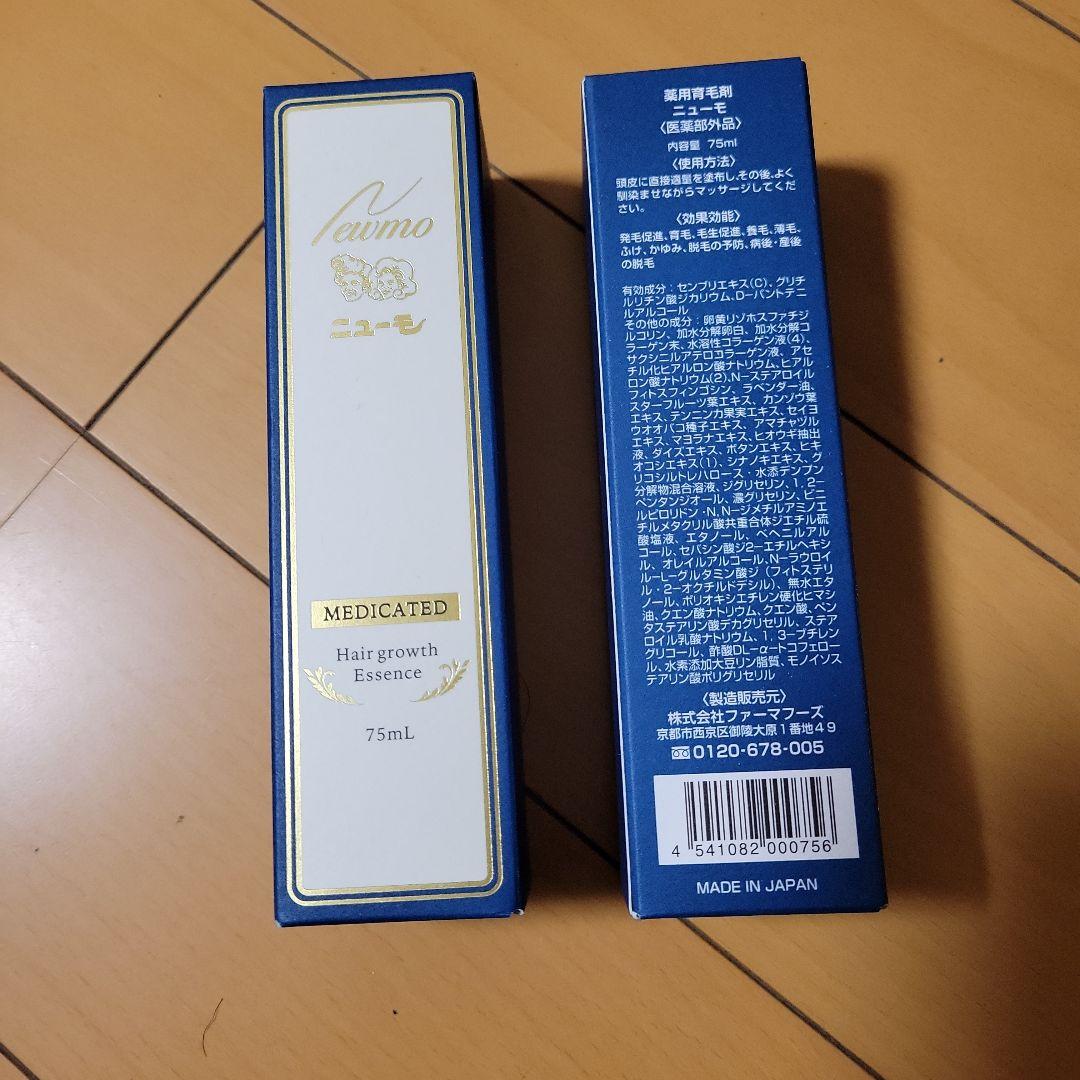 Newmo
ニューモ
MEDICATED
Hair growth
Essence
75mL
薬用育毛剤
ニューモ
〈医薬部外品〉
内容量 75ml
〈使用方法〉
頭皮に直接適量を塗布し、その後、よく
馴染ませながらマッサージしてくだ
さい。
〈効果効能〉
発毛促進、育毛、毛生促進、養毛、薄毛、
ふけ、かゆみ、脱毛の予防、病後・産後
の脱毛
有効成分：センブリエキス(C)、グリチ
ルリチン酸ジカリウム、D-パントテニ
ルアルコール
その他の成分：卵黄リゾホスファチジ
ルコリン、加水分解卵白、加水分解コ
ラーゲン末、水溶性コラーゲン液(4)、
サクシニルアテロコラーゲン液、アセ
チル化ヒアルロン酸ナトリウム、ヒアル
ロン酸ナトリウム(2)、N-ステアロイル
フィトスフィンゴシン、ラベンダー油、
スターフルーツ葉エキス、カンゾウ葉
エキス、テンニンカ果実エキス、セイヨ
ウオオバコ種子エキス、アマチャヅル
エキス、マヨラナエキス、ヒオウギ抽出
液、ダイズエキス、ボタンエキス、ヒキ
オコシエキス(1)、シナノキエキス、グ
リコシルトレハロース・水添デンプン
分解物混合溶液、ジグリセリン、1,2-
ペンタンジオール、濃グリセリン、ビニ
ルピロリドン・N,N-ジメチルアミノエ
チルメタクリル酸共重合体ジエチル硫
酸塩液、エタノール、ベヘニルアル
コール、セバシン酸ジ2-エチルヘキシ
ル、オレイルアルコール、N-ラウロイ
ル-L-グルタミン酸ジ(フィトステリ
ル・2-オクチルドデシル)、無水エタ
ノール、ポリオキシエチレン硬化ヒマシ
油、クエン酸ナトリウム、クエン酸、ペン
タステアリン酸デカグリセリル、ステア
ロイル乳酸ナトリウム、1,3-ブチレン
グリコール、酢酸DL-α-トコフェロー
ル、水素添加大豆リン脂質、モノイソス
テアリン酸ポリグリセリル
〈製造販売元〉
株式会社ファーマフーズ
京都市西京区御陵大原1番地49
0120-678-005
4 541082 000756
MADE IN JAPAN